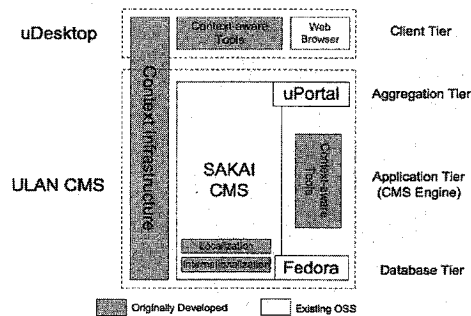 uDesktop
Context-aware
Tools
Web
Browser
Client Tier
Context Infrastructure
uPortal
Aggregation Tier
ULAN CMS
SAKAI
CMS
Context-aware
Tools
Application Tier
(CMS Engine)
Localization
Internationalization
Fedora
Database Tier
Originally Developed
Existing OSS